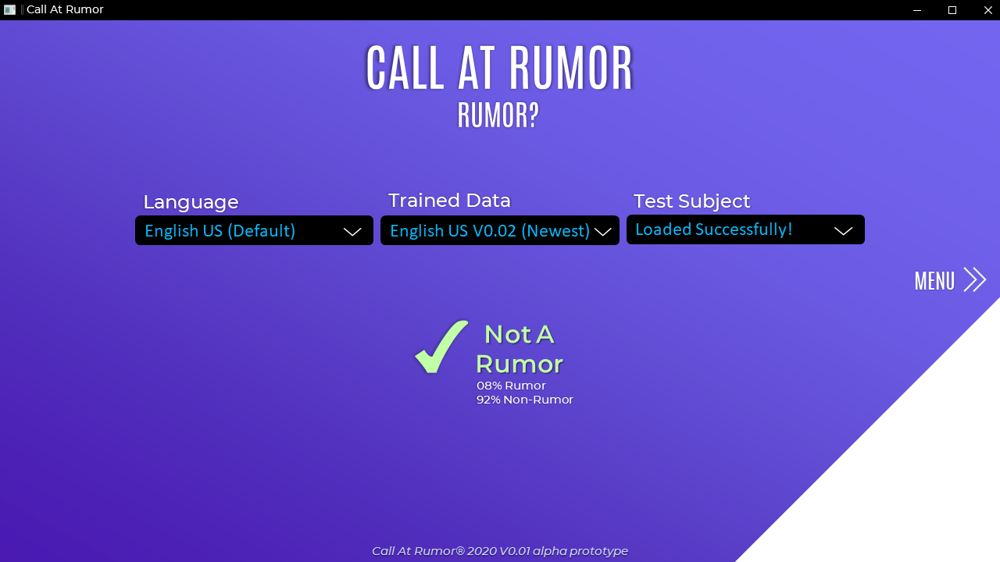 Call At Rumor
CALL AT RUMOR
RUMOR?
Language
Trained Data
Test Subject
English US (Default)
English US V0.02 (Newest)
Loaded Successfully!
MENU
Not A
Rumor
08% Rumor
92% Non-Rumor
Call At Rumor® 2020 V0.01 alpha prototype